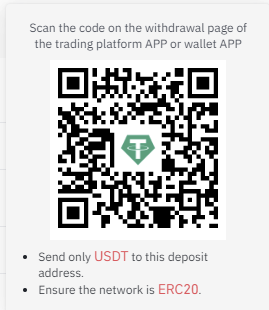 Scan the code on the withdrawal page of
the trading platform APP or wallet APP
Send only USDT to this deposit
address.
Ensure the network is ERC20.